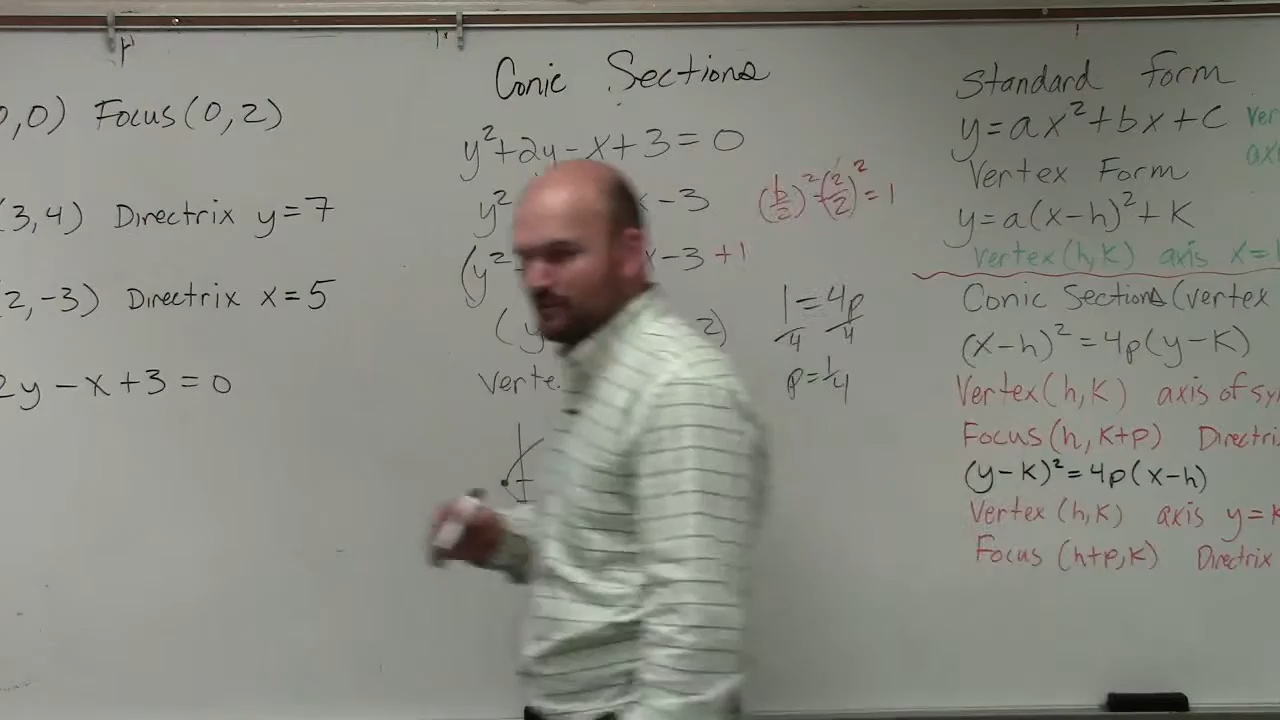 0,0) Focus (0, 2)
(3,4) Directrix y=7
(2,-3) Directrix x=5
2y - x + 3 = 0
Conic Sections
y²+2y - x + 3 = 0
y² x - 3
(y² x - 3 + 1
(b/2)² = (2/2)² = 1
(y 2)
Verte
1 = 4p
/4 /4
p = 1/4
Standard form
y = ax² + bx + c
Vertex Form
y = a(x-h)² + K
Vertex (h,K) axis x =
Ver
ax
Conic Sections (vertex
(x-h)² = 4p(y-K)
Vertex (h,K) axis of sy
Focus (h, K+p) Directri
(y-K)² = 4p(x-h)
Vertex (h,K) axis y = K
Focus (h+p,K) Directrix